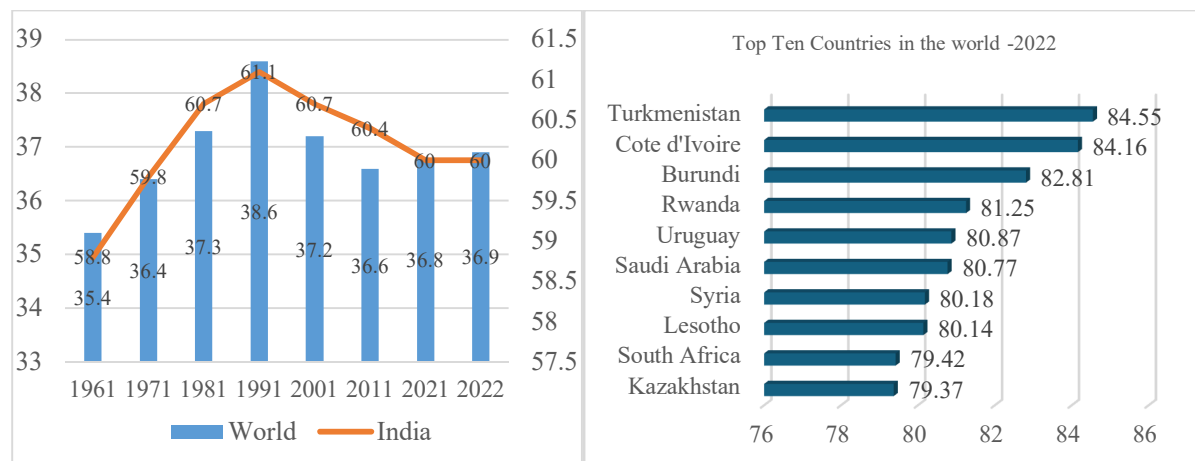 39
38
37
36
35
34
33
61.5
61
60.5
60
59.5
59
58.5
58
57.5
58.8
59.8
60.7
61.1
60.7
60.4
60
60
35.4
36.4
37.3
38.6
37.2
36.6
36.8
36.9
1961 1971 1981 1991 2001 2011 2021 2022
World India
Top Ten Countries in the world -2022
Turkmenistan 84.55
Cote d'Ivoire 84.16
Burundi 82.81
Rwanda 81.25
Uruguay 80.87
Saudi Arabia 80.77
Syria 80.18
Lesotho 80.14
South Africa 79.42
Kazakhstan 79.37
76 78 80 82 84 86